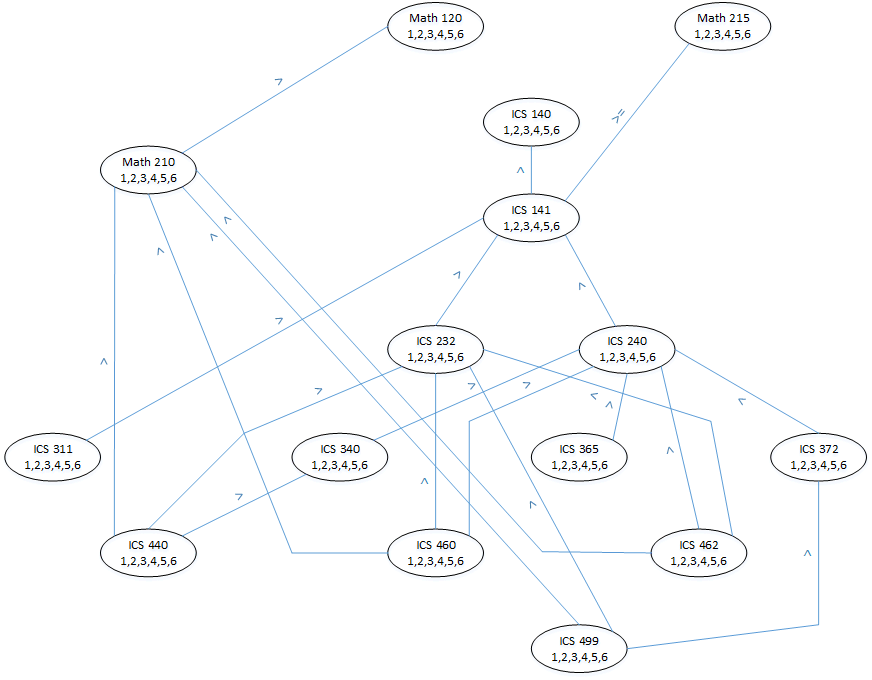 Math 120
1,2,3,4,5,6
Math 215
1,2,3,4,5,6
>
ICS 140
1,2,3,4,5,6
>=
Math 210
1,2,3,4,5,6
>
ICS 141
1,2,3,4,5,6
>
>
>
>
>
>
>
ICS 232
1,2,3,4,5,6
ICS 240
1,2,3,4,5,6
>
>
>
>
>
>
>
ICS 311
1,2,3,4,5,6
ICS 340
1,2,3,4,5,6
ICS 365
1,2,3,4,5,6
ICS 372
1,2,3,4,5,6
>
>
>
>
ICS 440
1,2,3,4,5,6
ICS 460
1,2,3,4,5,6
ICS 462
1,2,3,4,5,6
>
ICS 499
1,2,3,4,5,6